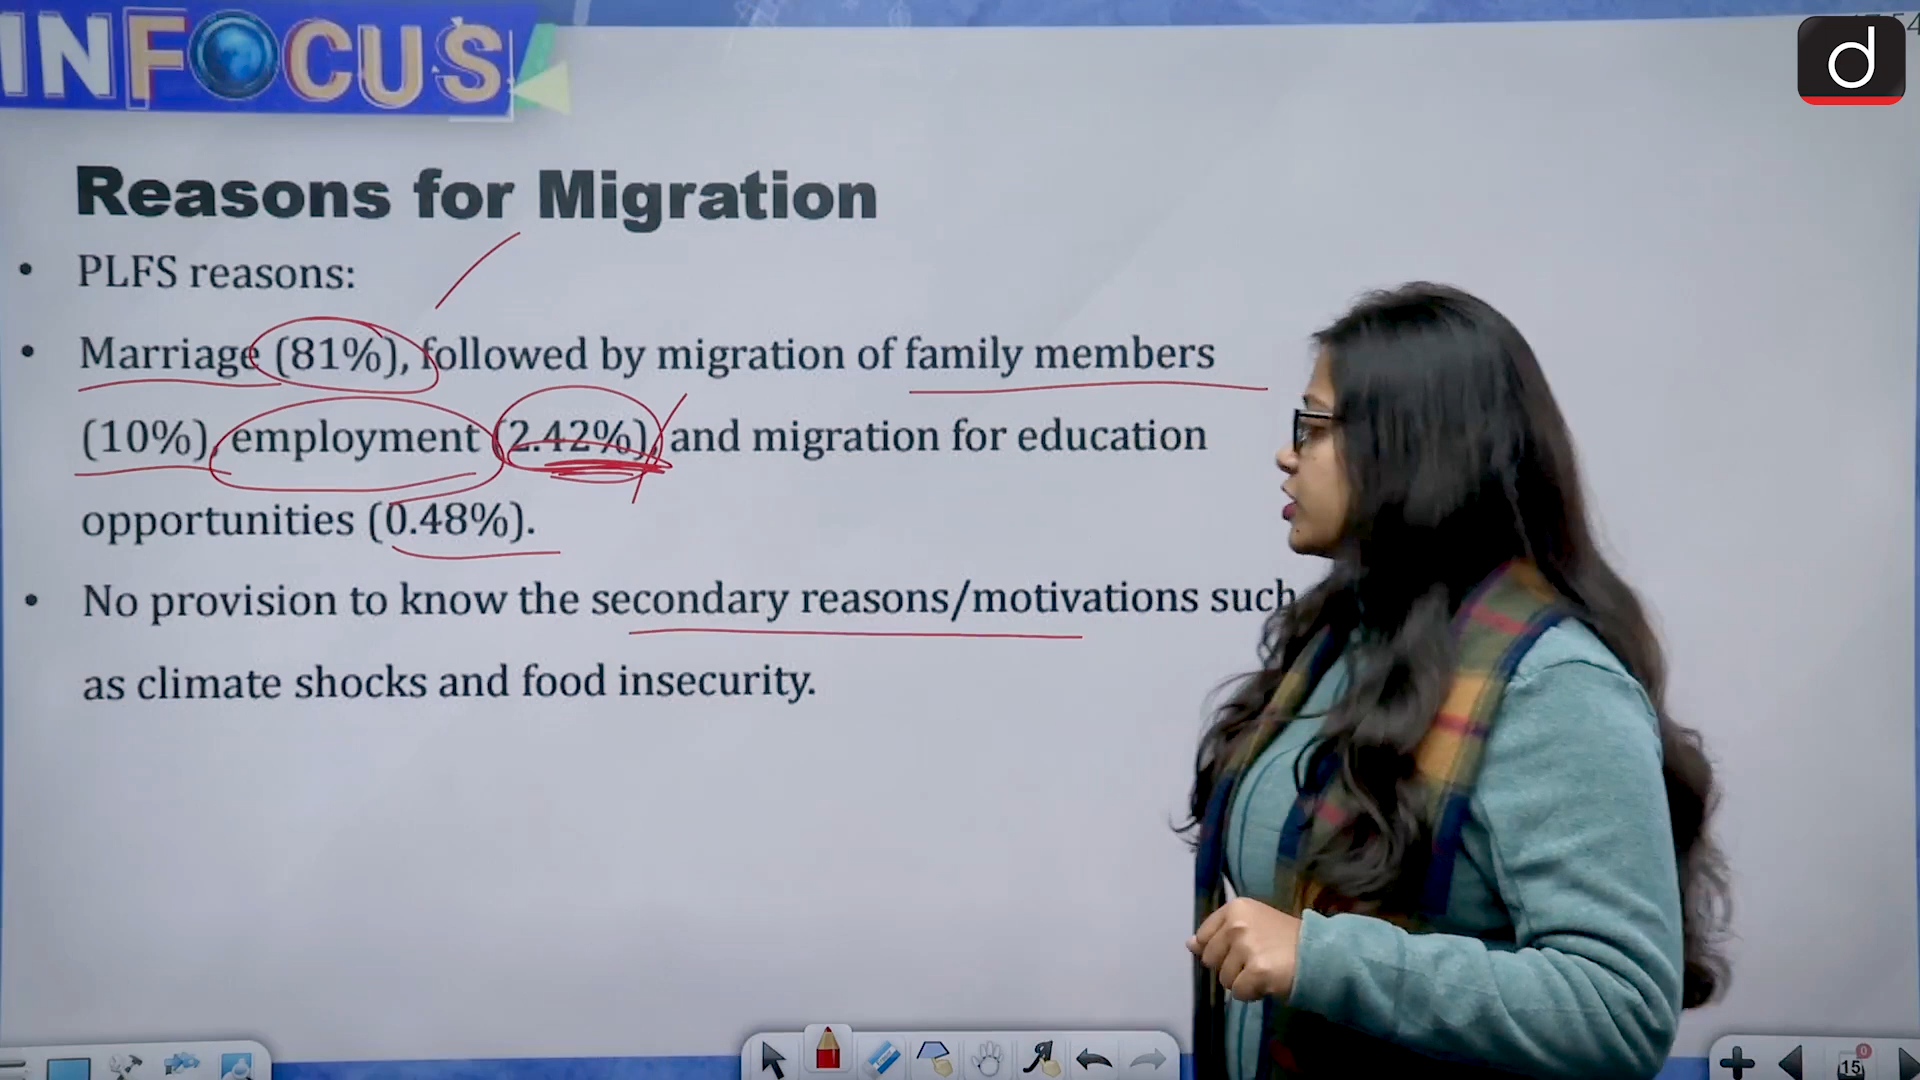 INFOCUS
d
Reasons for Migration
• PLFS reasons:
• Marriage (81%), followed by migration of family members
(10%), employment (2.42%), and migration for education
opportunities (0.48%).
• No provision to know the secondary reasons/motivations such
as climate shocks and food insecurity.
15
0